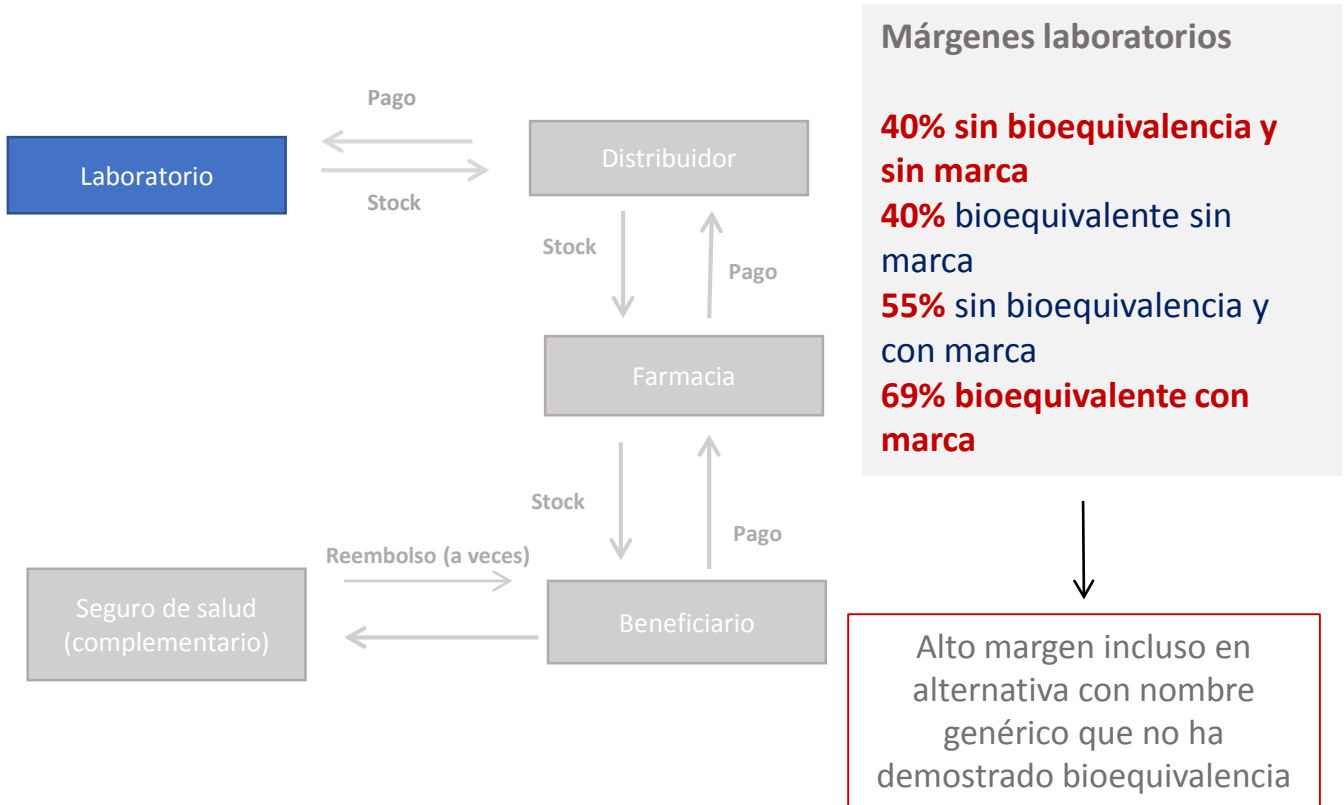 Márgenes laboratorios
40% sin bioequivalencia y
sin marca
40% bioequivalente sin
marca
55% sin bioequivalencia y
con marca
69% bioequivalente con
marca
Pago
Laboratorio
Distribuidor
Stock
Stock
Pago
Farmacia
Stock
Pago
Reembolso (a veces)
Seguro de salud
(complementario)
Beneficiario
Alto margen incluso en
alternativa con nombre
genérico que no ha
demostrado bioequivalencia